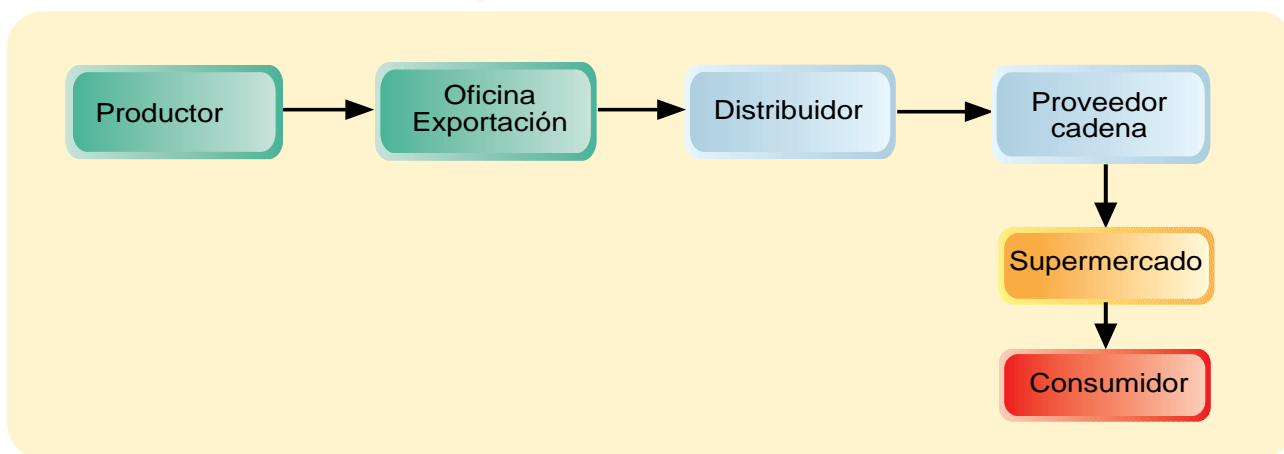 Productor
Oficina
Exportación
Distribuidor
Proveedor
cadena
Supermercado
Consumidor